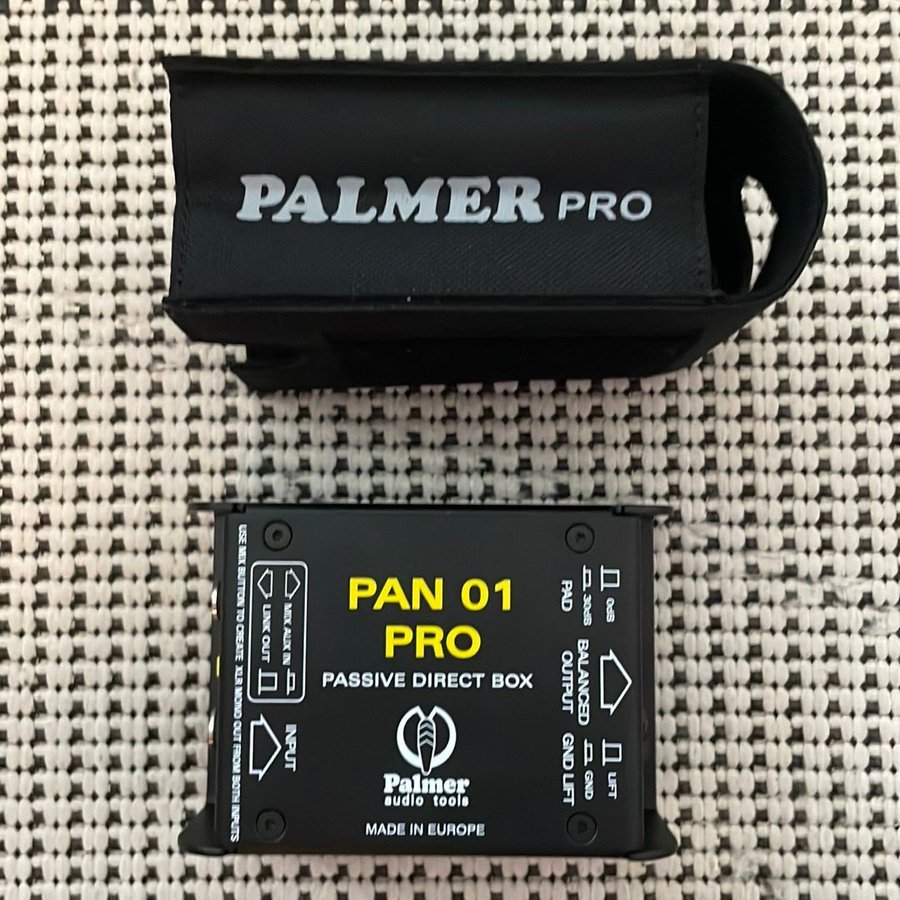 PALMER PRO
USE MIX BUTTON TO CREATE XLR MONO OUT FROM BOTH INPUTS
MIX AUX IN
LINK OUT
INPUT
PAN 01
PRO
PASSIVE DIRECT BOX
Palmer
audio tools
MADE IN EUROPE
0dB
30dB
PAD
BALANCED
OUTPUT
LIFT
GND
GND LIFT